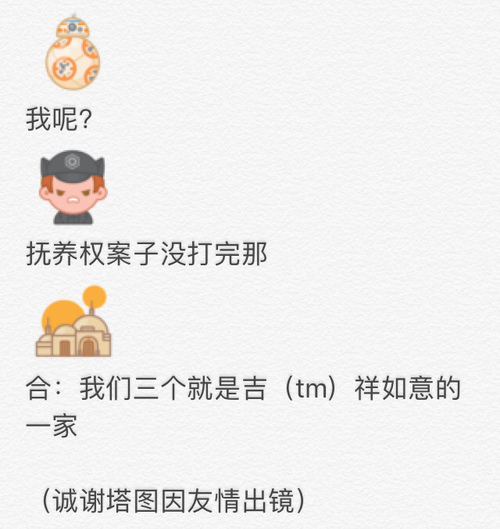 我呢？
抚养权案子没打完那
合：我们三个就是吉（tm）祥如意的
一家
（诚谢塔图因友情出镜）